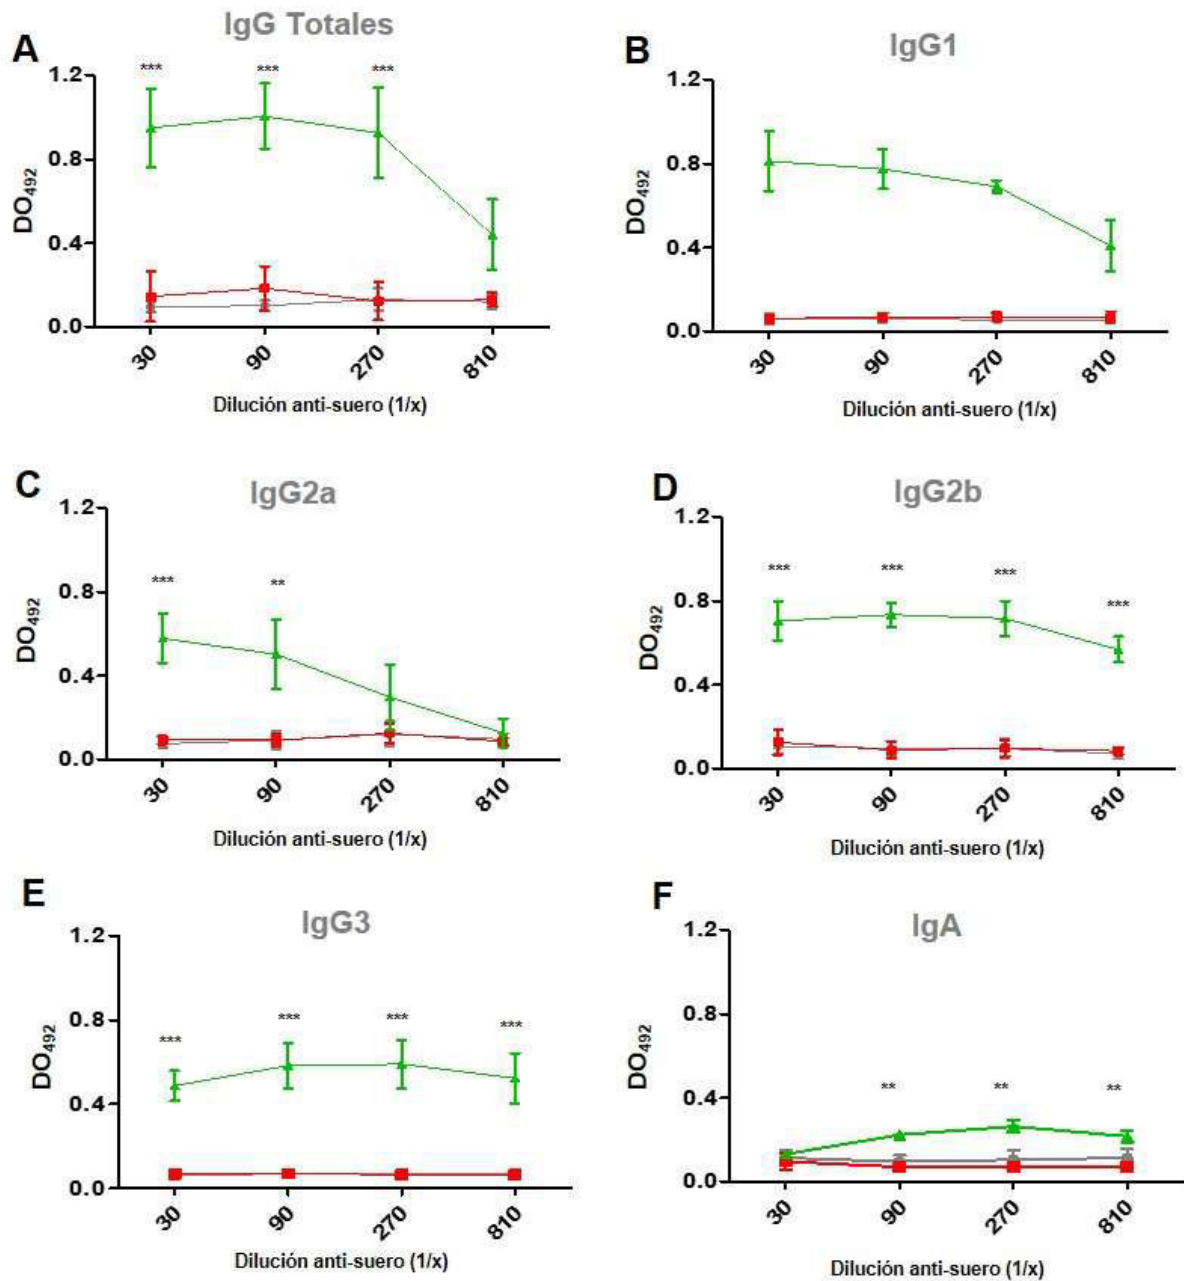 A
IgG Totales
*** *** ***
1.2
0.8
0.4
0.0
DO492
30 90 270 810
Dilución anti-suero (1/x)
B
IgG1
1.2
0.8
0.4
0.0
DO492
30 90 270 810
Dilución anti-suero (1/x)
C
IgG2a
*** **
1.2
0.8
0.4
0.0
DO492
30 90 270 810
Dilución anti-suero (1/x)
D
IgG2b
*** *** *** ***
1.2
0.8
0.4
0.0
DO492
30 90 270 810
Dilución anti-suero (1/x)
E
IgG3
*** *** *** ***
1.2
0.8
0.4
0.0
DO492
30 90 270 810
Dilución anti-suero (1/x)
F
IgA
** ** **
1.2
0.8
0.4
0.0
DO492
30 90 270 810
Dilución anti-suero (1/x)